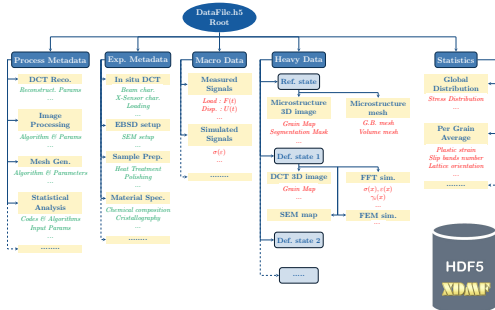 DataFile.h5
Root
Process Metadata
DCT Reco.
Reconstruct. Params
...
Image
Processing
Algorithm & Params
...
Mesh Gen.
Algorithm & Parameters
...
Statistical
Analysis
Codes & Algorithms
Input Params
...
........
Exp. Metadata
In situ DCT
Beam char.
X-Sensor char.
Loading
...
EBSD setup
SEM setup
...
Sample Prep.
Heat Treatment
Polishing
...
Material Spec.
Chemical composition
Cristallography
...
........
Macro Data
Measured
Signals
Load : F(t)
Disp. : U(t)
...
Simulated
Signals
σ(ε)
...
........
Heavy Data
Ref. state
Microstructure
3D image
Grain Map
Segmentation Mask
...
Microstructure
mesh
G.B. mesh
Volume mesh
...
Def. state 1
DCT 3D image
Grain Map
...
SEM map
FFT sim.
σ(x), ε(x)
...
FEM sim.
Def. state 2
.....
Statistics
Global
Distribution
Stress Distribution
...
Per Grain
Average
Plastic strain
Slip bands number
Lattice orientation
........
HDF5
XDMF